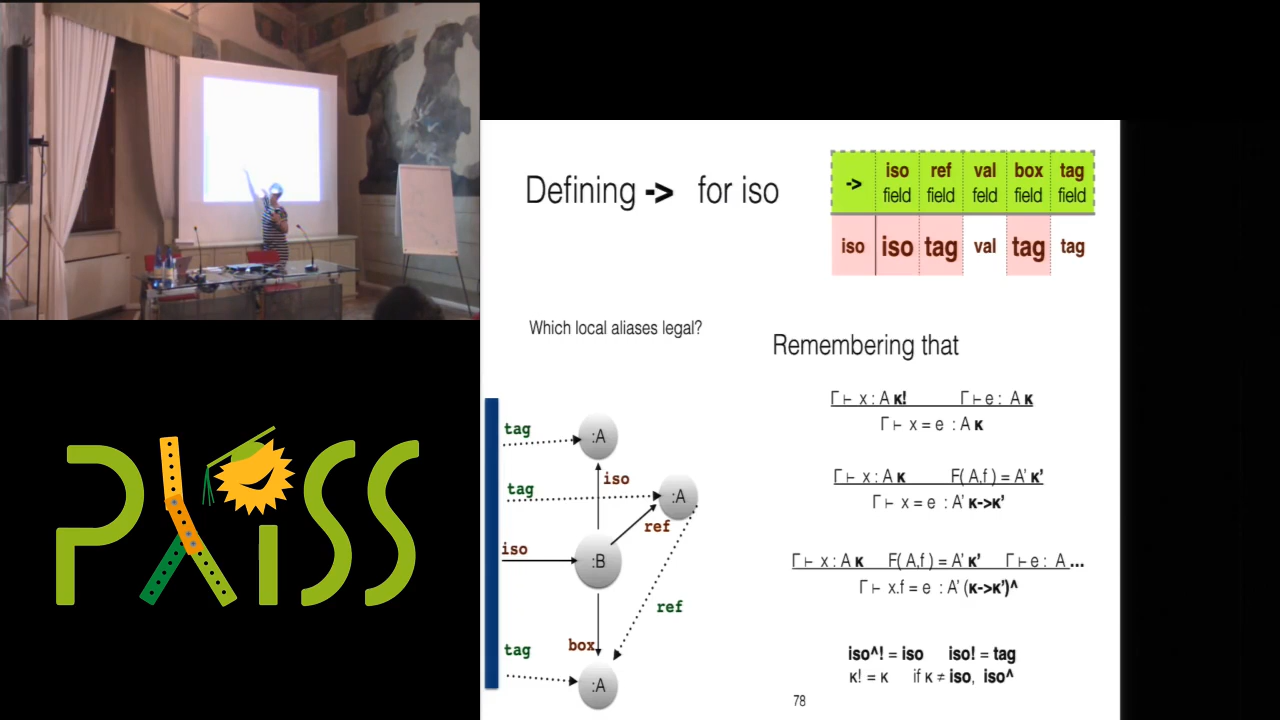 Defining -> for iso
-> iso field ref field val feld box field tag field
iso iso tag val tag tag
Which local aliases legal?
Remembering that
Γ ⊢ x : A κ! Γ ⊢ e : A κ
Γ ⊢ x = e : A κ
Γ ⊢ x : A κ F( A,f ) = A' κ'
Γ ⊢ x = e : A' κ->κ'
Γ ⊢ x : A κ F( A,f ) = A' κ' Γ ⊢ e : A ...
Γ ⊢ x.f = e : A' (κ->κ')^
iso^! = iso iso! = tag
κ! = κ if κ ≠ iso, iso^
tag
:A
iso
tag
:A
ref
iso
:B
ref
box
tag
:A
78
PLISS